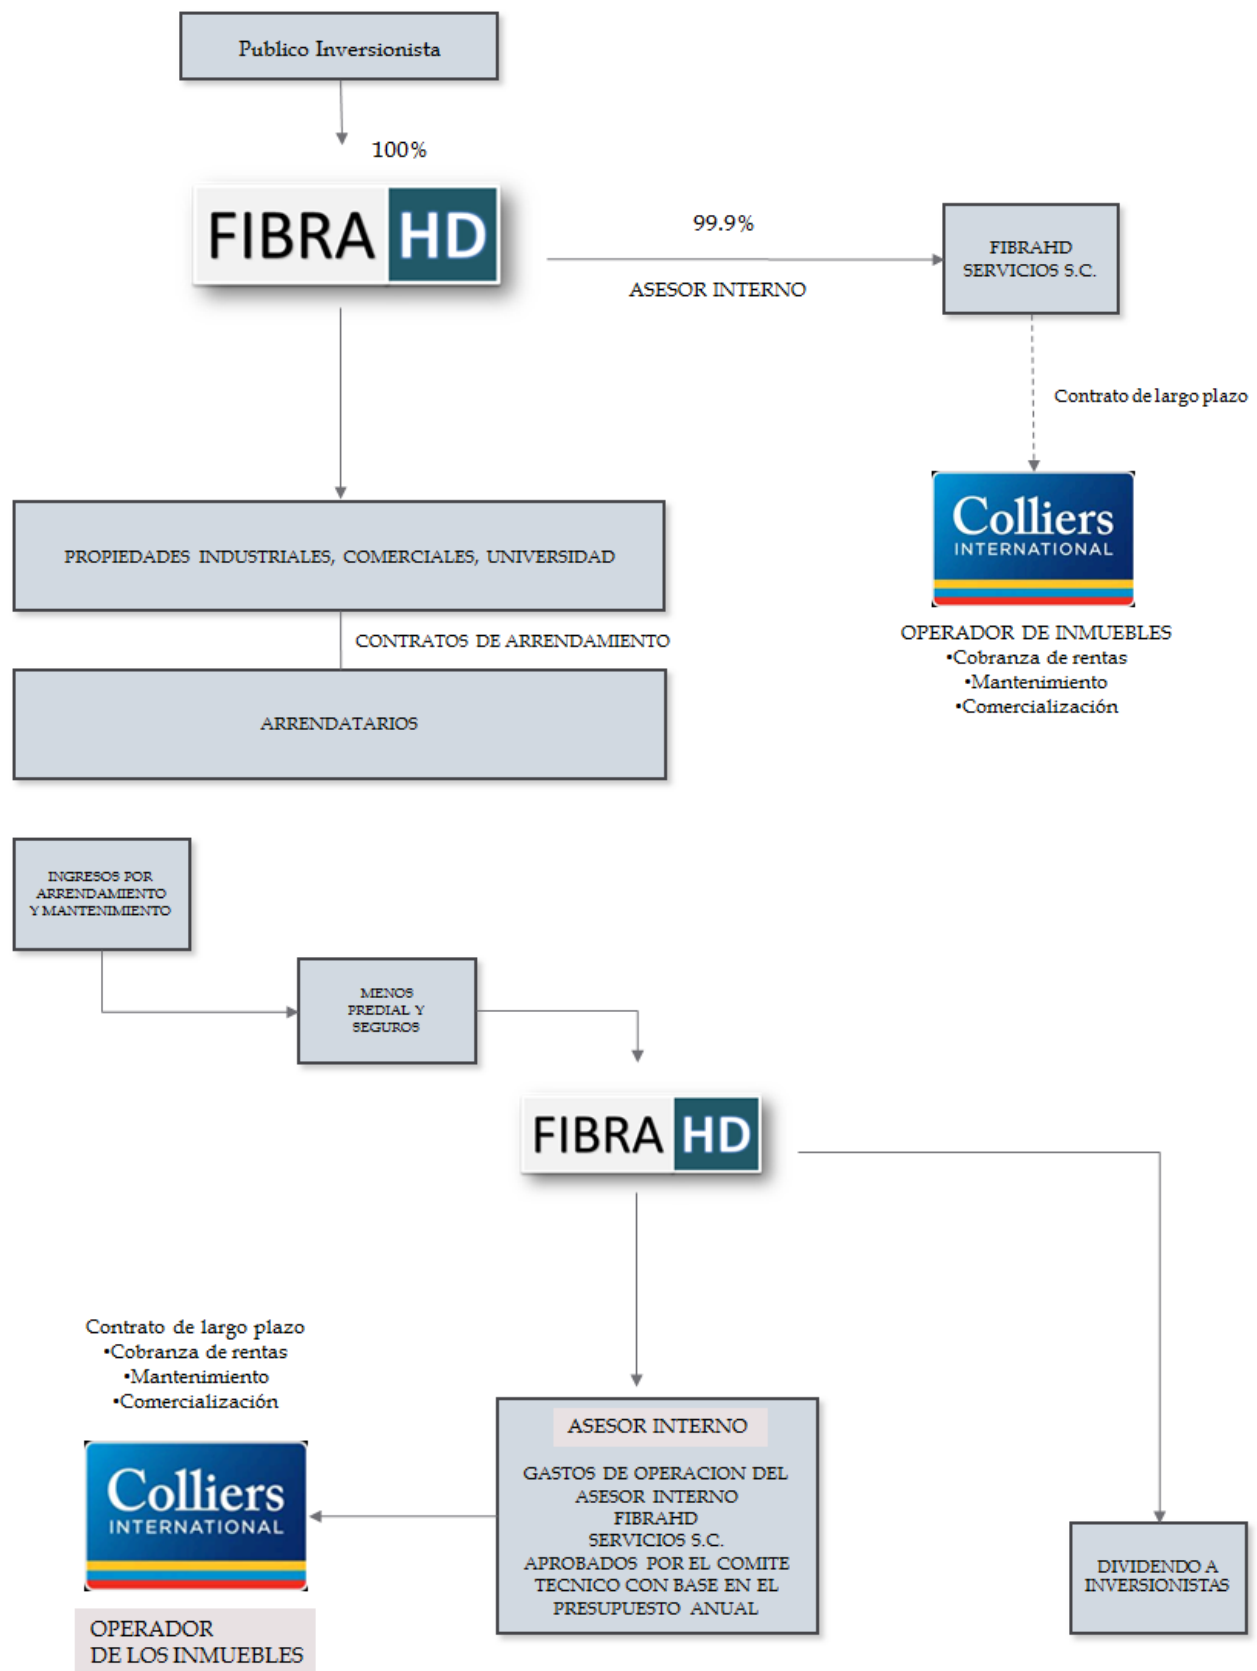 Publico Inversionista
100%
FIBRA HD
99.9%
ASESOR INTERNO
FIBRAHD
SERVICIOS S.C.
Contrato de largo plazo
Colliers
INTERNATIONAL
OPERADOR DE INMUEBLES
•Cobranza de rentas
•Mantenimiento
•Comercialización
PROPIEDADES INDUSTRIALES, COMERCIALES, UNIVERSIDAD
CONTRATOS DE ARRENDAMIENTO
ARRENDATARIOS
INGRESOS POR
ARRENDAMIENTO
Y MANTENIMIENTO
MENOS
PREDIAL Y
SEGUROS
FIBRA HD
Contrato de largo plazo
•Cobranza de rentas
•Mantenimiento
•Comercialización
Colliers
INTERNATIONAL
OPERADOR
DE LOS INMUEBLES
ASESOR INTERNO
GASTOS DE OPERACION DEL
ASESOR INTERNO
FIBRAHD
SERVICIOS S.C.
APROBADOS POR EL COMITE
TECNICO CON BASE EN EL
PRESUPUESTO ANUAL
DIVIDENDO A
INVERSIONISTAS